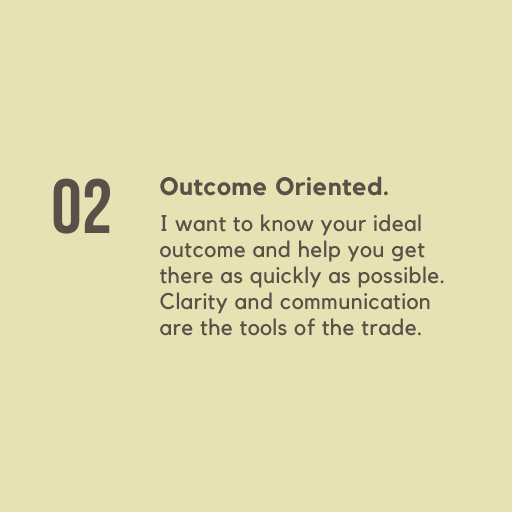 02
Outcome Oriented.
I want to know your ideal
outcome and help you get
there as quickly as possible.
Clarity and communication
are the tools of the trade.